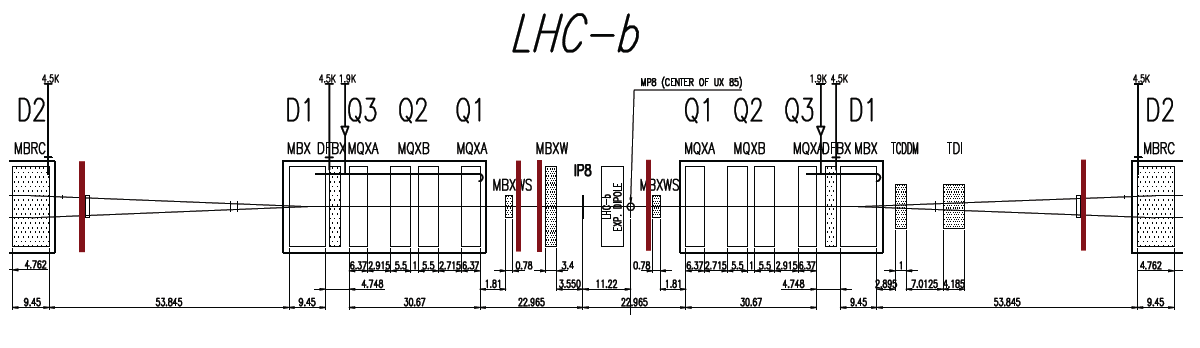 LHC-b
4.5K 4.5K 1.9K MP8 (CENTER OF UX 85) 1.9K 4.5K 4.5K
D2 D1 Q3 Q2 Q1 Q1 Q2 Q3 D1 D2
MBRC MBX DFBX MQXA MQXB MQXA MBXW MQXA MQXB MQXA DFBX MBX TCDDM TDI MBRC
IP8
MBXWS MBXWS
LHC-b
EXP. DIPOLE
4.762 6.37 2.915 5.5 1 5.5 2.715 6.37 0.78 3.4 0.78 6.37 2.715 5.5 1 5.5 2.915 6.37 1 4.762
4.748 1.81 3.550 11.22 1.81 4.748 2.895 7.0125 4.185
9.45 53.845 9.45 30.67 22.965 22.965 30.67 9.45 53.845 9.45